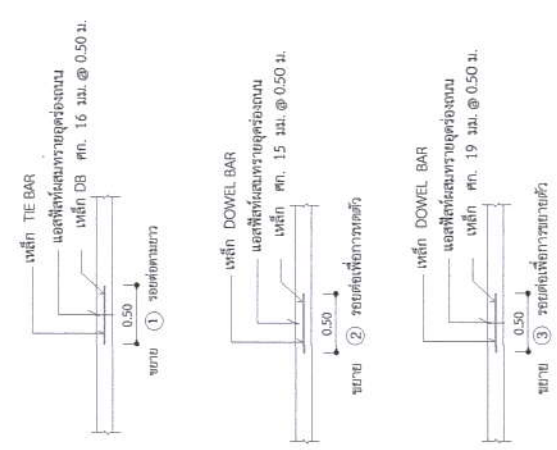 เหล็ก TIE BAR
แอสฟัลท์ผสมทรายอุดร่องถนน
เหล็ก DB ศก. 16 มม. @ 0.50 ม.
0.50
ขยาย 1 รอยต่อตามยาว
เหล็ก DOWEL BAR
แอสฟัลท์ผสมทรายอุดร่องถนน
เหล็ก ศก. 15 มม. @ 0.50 ม.
0.50
ขยาย 2 รอยต่อเพื่อการหดตัว
เหล็ก DOWEL BAR
แอสฟัลท์ผสมทรายอุดร่องถนน
เหล็ก ศก. 19 มม. @ 0.50 ม.
0.50
ขยาย 3 รอยต่อเพื่อการขยายตัว